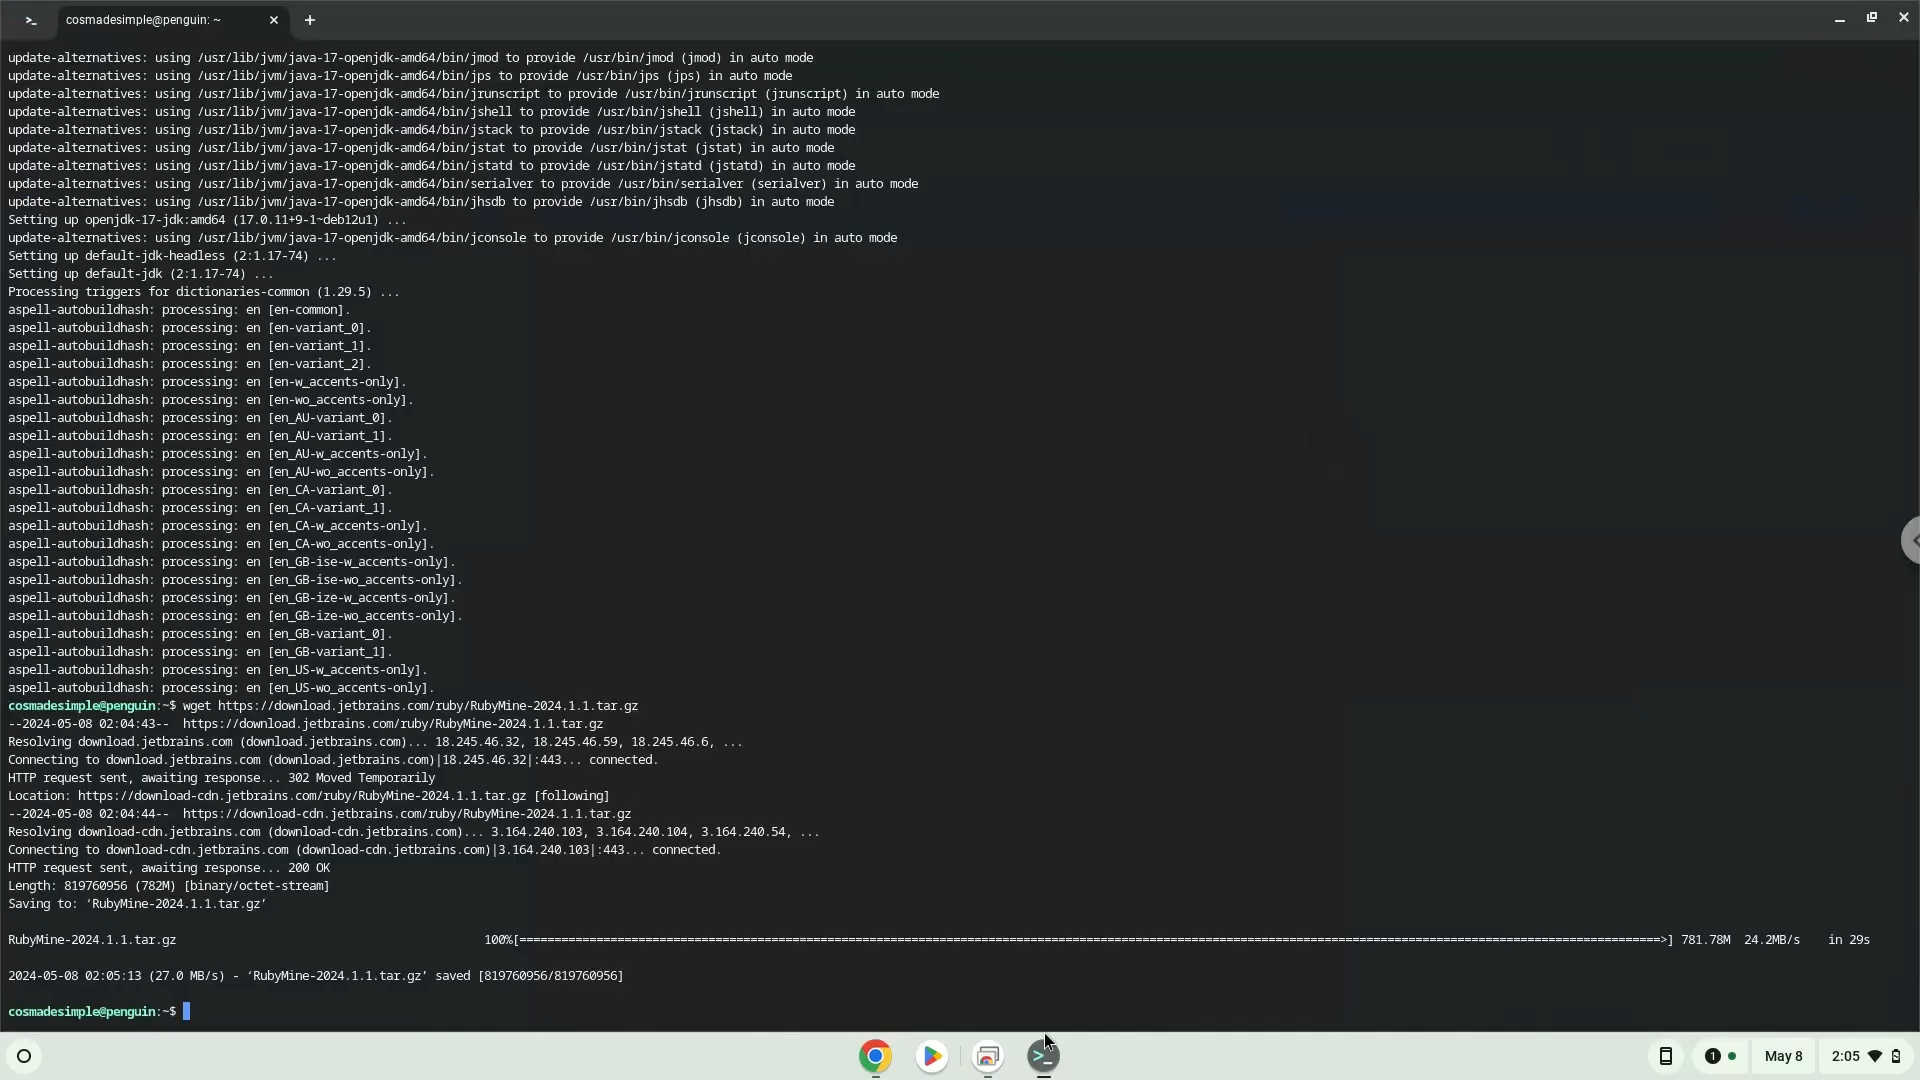 cosmadesimple@penguin: ~
update-alternatives: using /usr/lib/jvm/java-17-openjdk-amd64/bin/jmod to provide /usr/bin/jmod (jmod) in auto mode
update-alternatives: using /usr/lib/jvm/java-17-openjdk-amd64/bin/jps to provide /usr/bin/jps (jps) in auto mode
update-alternatives: using /usr/lib/jvm/java-17-openjdk-amd64/bin/jrunscript to provide /usr/bin/jrunscript (jrunscript) in auto mode
update-alternatives: using /usr/lib/jvm/java-17-openjdk-amd64/bin/jshell to provide /usr/bin/jshell (jshell) in auto mode
update-alternatives: using /usr/lib/jvm/java-17-openjdk-amd64/bin/jstack to provide /usr/bin/jstack (jstack) in auto mode
update-alternatives: using /usr/lib/jvm/java-17-openjdk-amd64/bin/jstat to provide /usr/bin/jstat (jstat) in auto mode
update-alternatives: using /usr/lib/jvm/java-17-openjdk-amd64/bin/jstatd to provide /usr/bin/jstatd (jstatd) in auto mode
update-alternatives: using /usr/lib/jvm/java-17-openjdk-amd64/bin/serialver to provide /usr/bin/serialver (serialver) in auto mode
update-alternatives: using /usr/lib/jvm/java-17-openjdk-amd64/bin/jhsdb to provide /usr/bin/jhsdb (jhsdb) in auto mode
Setting up openjdk-17-jdk:amd64 (17.0.11+9-1~deb12u1) ...
update-alternatives: using /usr/lib/jvm/java-17-openjdk-amd64/bin/jconsole to provide /usr/bin/jconsole (jconsole) in auto mode
Setting up default-jdk-headless (2:1.17-74) ...
Setting up default-jdk (2:1.17-74) ...
Processing triggers for dictionaries-common (1.29.5) ...
aspell-autobuildhash: processing: en [en-common].
aspell-autobuildhash: processing: en [en-variant_0].
aspell-autobuildhash: processing: en [en-variant_1].
aspell-autobuildhash: processing: en [en-variant_2].
aspell-autobuildhash: processing: en [en-w_accents-only].
aspell-autobuildhash: processing: en [en-wo_accents-only].
aspell-autobuildhash: processing: en [en_AU-variant_0].
aspell-autobuildhash: processing: en [en_AU-variant_1].
aspell-autobuildhash: processing: en [en_AU-w_accents-only].
aspell-autobuildhash: processing: en [en_AU-wo_accents-only].
aspell-autobuildhash: processing: en [en_CA-variant_0].
aspell-autobuildhash: processing: en [en_CA-variant_1].
aspell-autobuildhash: processing: en [en_CA-w_accents-only].
aspell-autobuildhash: processing: en [en_CA-wo_accents-only].
aspell-autobuildhash: processing: en [en_GB-ise-w_accents-only].
aspell-autobuildhash: processing: en [en_GB-ise-wo_accents-only].
aspell-autobuildhash: processing: en [en_GB-ize-w_accents-only].
aspell-autobuildhash: processing: en [en_GB-ize-wo_accents-only].
aspell-autobuildhash: processing: en [en_GB-variant_0].
aspell-autobuildhash: processing: en [en_GB-variant_1].
aspell-autobuildhash: processing: en [en_US-w_accents-only].
aspell-autobuildhash: processing: en [en_US-wo_accents-only].
cosmadesimple@penguin:~$ wget https://download.jetbrains.com/ruby/RubyMine-2024.1.1.tar.gz
--2024-05-08 02:04:43--  https://download.jetbrains.com/ruby/RubyMine-2024.1.1.tar.gz
Resolving download.jetbrains.com (download.jetbrains.com)... 18.245.46.32, 18.245.46.59, 18.245.46.6, ...
Connecting to download.jetbrains.com (download.jetbrains.com)|18.245.46.32|:443... connected.
HTTP request sent, awaiting response... 302 Moved Temporarily
Location: https://download-cdn.jetbrains.com/ruby/RubyMine-2024.1.1.tar.gz [following]
--2024-05-08 02:04:44--  https://download-cdn.jetbrains.com/ruby/RubyMine-2024.1.1.tar.gz
Resolving download-cdn.jetbrains.com (download-cdn.jetbrains.com)... 3.164.240.103, 3.164.240.104, 3.164.240.54, ...
Connecting to download-cdn.jetbrains.com (download-cdn.jetbrains.com)|3.164.240.103|:443... connected.
HTTP request sent, awaiting response... 200 OK
Length: 819760956 (782M) [binary/octet-stream]
Saving to: ‘RubyMine-2024.1.1.tar.gz’
RubyMine-2024.1.1.tar.gz 100%[===================>] 781.78M 24.2MB/s in 29s
2024-05-08 02:05:13 (27.0 MB/s) - ‘RubyMine-2024.1.1.tar.gz’ saved [819760956/819760956]
cosmadesimple@penguin:~$
1 May 8 2:05